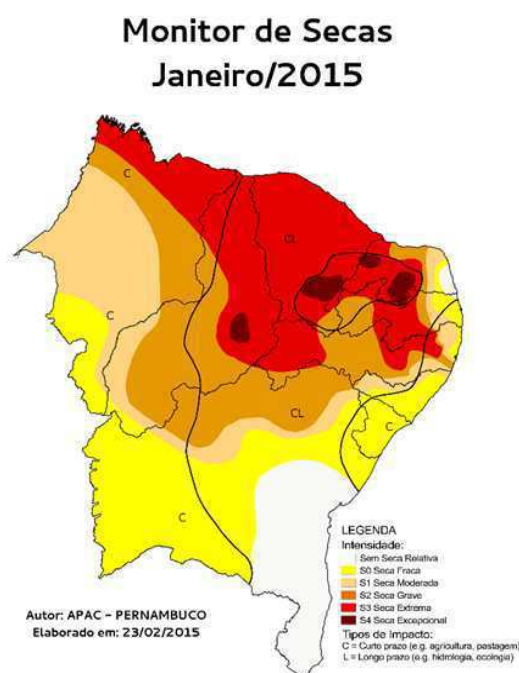 Monitor de Secas
Janeiro/2015
C
CL
C
CL
C
C
LEGENDA
Intensidade:
Sem Seca Relativa
S0 Seca Fraca
S1 Seca Moderada
S2 Seca Grave
S3 Seca Extrema
S4 Seca Excepcional
Tipos de Impacto:
C = Curto prazo (e.g. agricultura, pastagem)
L = Longo prazo (e.g. hidrologia, ecologia)
Autor: APAC - PERNAMBUCO
Elaborado em: 23/02/2015